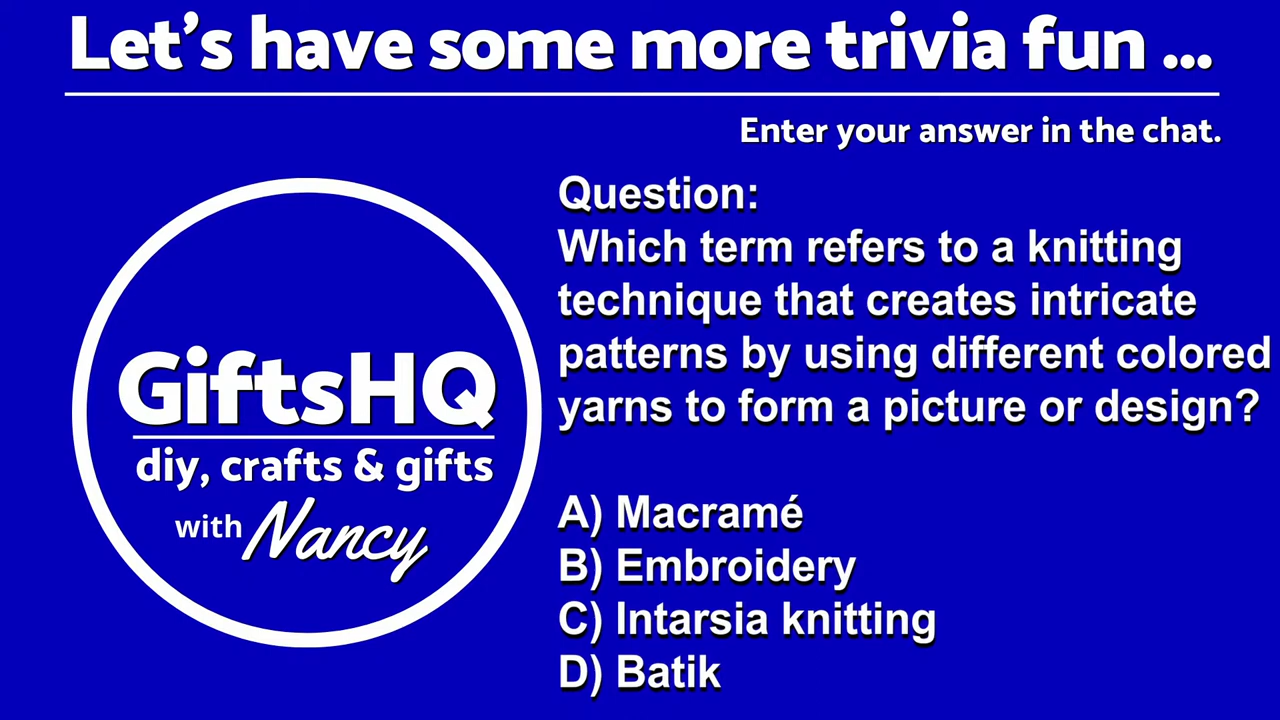 Let's have some more trivia fun ...
Enter your answer in the chat.
GiftsHQ
diy, crafts & gifts
with Nancy
Question:
Which term refers to a knitting
technique that creates intricate
patterns by using different colored
yarns to form a picture or design?
A) Macramé
B) Embroidery
C) Intarsia knitting
D) Batik